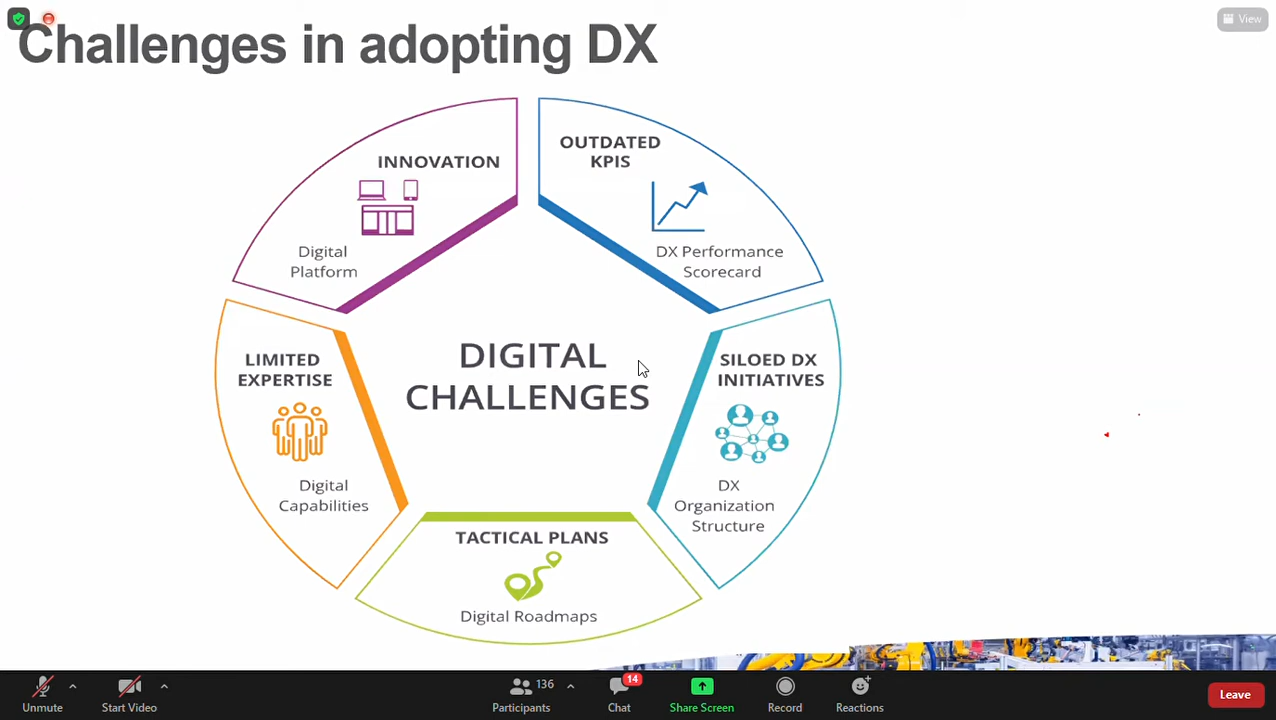 Challenges in adopting DX
View
INNOVATION
Digital
Platform
OUTDATED
KPIS
DX Performance
Scorecard
LIMITED
EXPERTISE
Digital
Capabilities
DIGITAL
CHALLENGES
SILOED DX
INITIATIVES
DX
Organization
Structure
TACTICAL PLANS
Digital Roadmaps
Unmute
Start Video
136
Participants
14
Chat
Share Screen
Record
Reactions
Leave